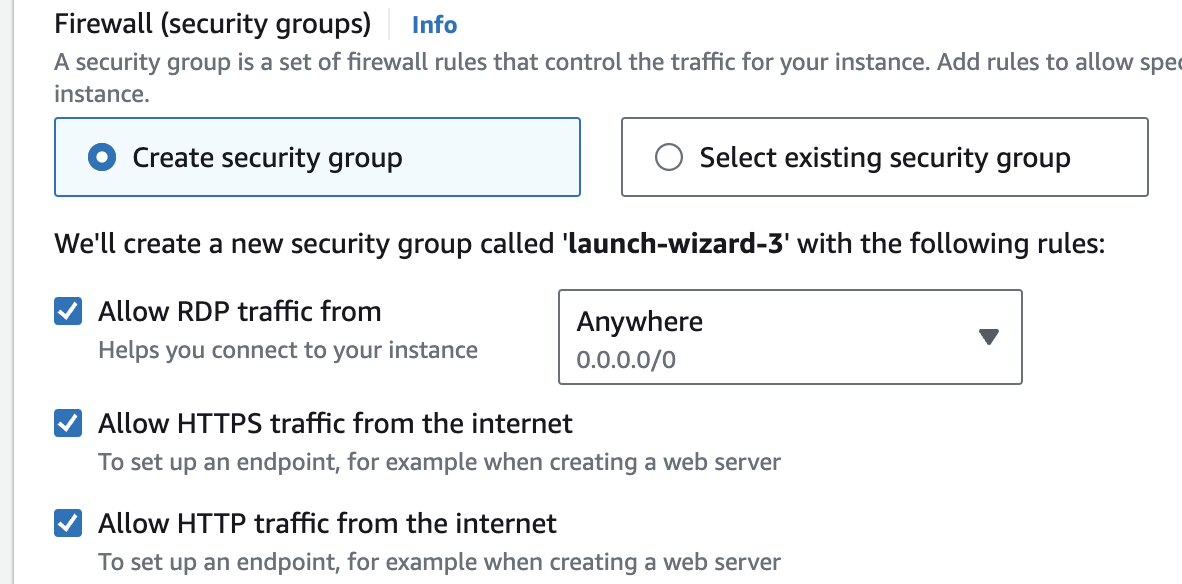 Firewall (security groups) Info
A security group is a set of firewall rules that control the traffic for your instance. Add rules to allow
instance.
Create security group Select existing security group
We'll create a new security group called 'launch-wizard-3' with the following rules:
Allow RDP traffic from Anywhere
Helps you connect to your instance 0.0.0.0/0
Allow HTTPS traffic from the internet
To set up an endpoint, for example when creating a web server
Allow HTTP traffic from the internet
To set up an endpoint, for example when creating a web server